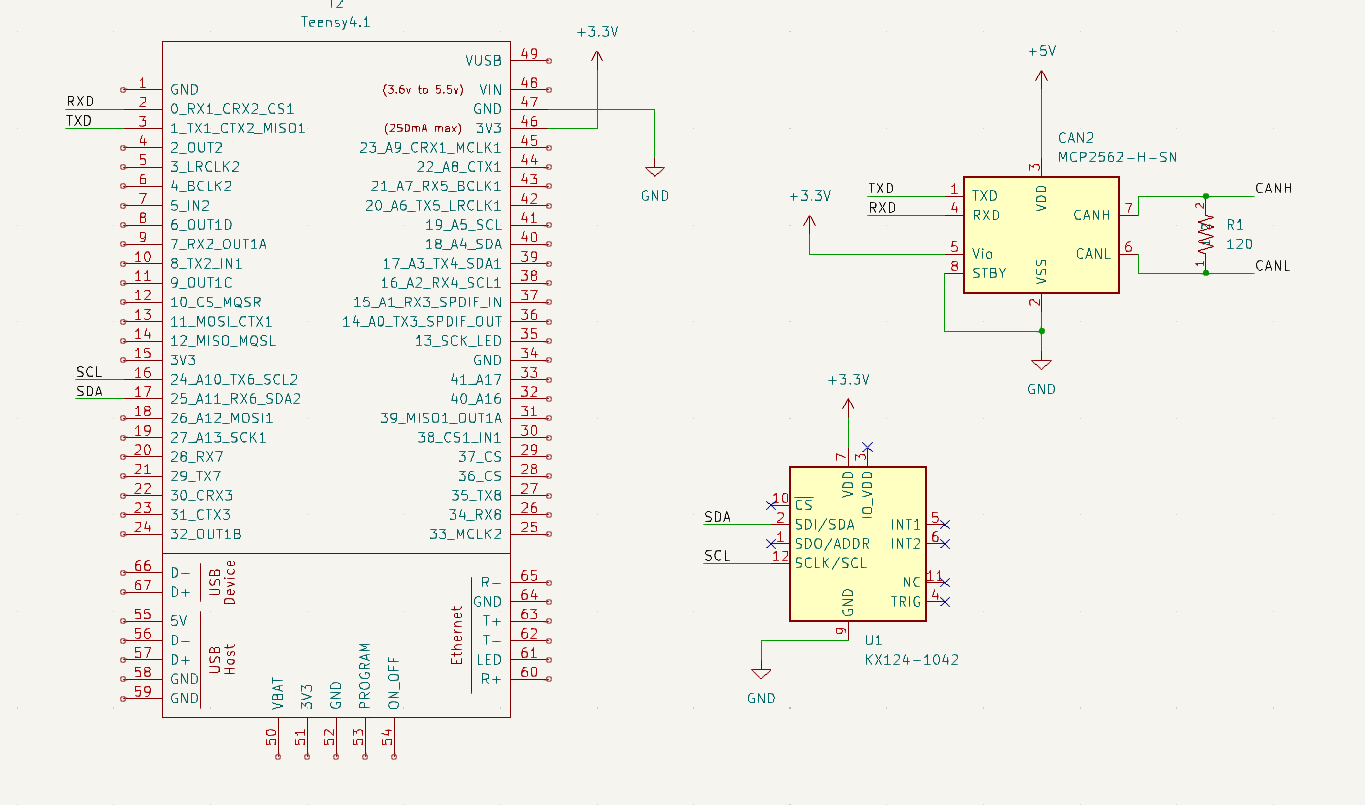 T2
Teensy4.1
VUSB 49
1 GND
(3.6v to 5.5v) VIN 48
RXD 2 0_RX1_CRX2_CS1
GND 47
TXD 3 1_TX1_CTX2_MISO1
(250mA max) 3V3 46
4 2_OUT2
23_A9_CRX1_MCLK1 45
5 3_LRCLK2
22_A8_CTX1 44
6 4_BCLK2
21_A7_RX5_BCLK1 43
7 5_IN2
20_A6_TX5_LRCLK1 42
8 6_OUT1D
19_A5_SCL 41
9 7_RX2_OUT1A
18_A4_SDA 40
10 8_TX2_IN1
17_A3_TX4_SDA1 39
11 9_OUT1C
16_A2_RX4_SCL1 38
12 10_CS_MQSR
15_A1_RX3_SPDIF_IN 37
13 11_MOSI_CTX1
14_A0_TX3_SPDIF_OUT 36
14 12_MISO_MQSL
13_SCK_LED 35
15 3V3
GND 34
SCL 16 24_A10_TX6_SCL2
41_A17 33
SDA 17 25_A11_RX6_SDA2
40_A16 32
18 26_A12_MOSI1
39_MISO1_OUT1A 31
19 27_A13_SCK1
38_CS1_IN1 30
20 28_RX7
37_CS 29
21 29_TX7
36_CS 28
22 30_CRX3
35_TX8 27
23 31_CTX3
34_RX8 26
24 32_OUT1B
33_MCLK2 25
66 D-
67 D+
USB Device
55 5V
56 D-
57 D+
58 GND
59 GND
USB Host
R- 65
GND 64
T+ 63
T- 62
LED 61
R+ 60
Ethernet
VBAT 50
3V3 51
GND 52
PROGRAM 53
ON_OFF 54
+3.3V
GND
+5V
CAN2
MCP2562-H-SN
3 VDD
TXD 1 TXD
RXD 4 RXD
+3.3V
5 Vio
8 STBY
VSS 2
CANH 7
CANL 6
GND
CANH
2
R1
120
1
CANL
+3.3V
7 VDD
3 IO_VDD
10 CS
SDA 2 SDI/SDA
1 SDO/ADDR
SCL 12 SCLK/SCL
INT1 5
INT2 6
NC 11
TRIG 4
GND 9
U1
KX124-1042
GND